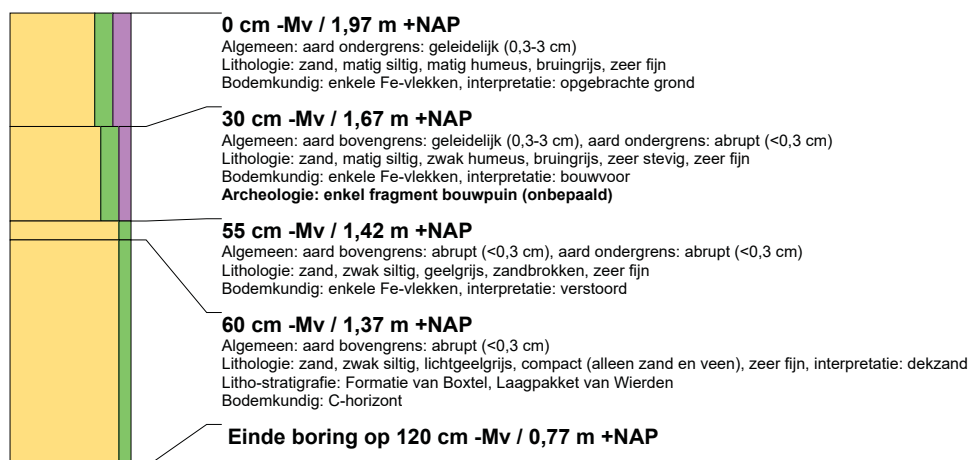 0 cm -Mv / 1,97 m +NAP
Algemeen: aard ondergrens: geleidelijk (0,3-3 cm)
Lithologie: zand, matig siltig, matig humeus, bruingrijs, zeer fijn
Bodemkundig: enkele Fe-vlekken, interpretatie: opgebrachte grond
30 cm -Mv / 1,67 m +NAP
Algemeen: aard bovengrens: geleidelijk (0,3-3 cm), aard ondergrens: abrupt (<0,3 cm)
Lithologie: zand, matig siltig, zwak humeus, bruingrijs, zeer stevig, zeer fijn
Bodemkundig: enkele Fe-vlekken, interpretatie: bouwvoor
Archeologie: enkel fragment bouwpuin (onbepaald)
55 cm -Mv / 1,42 m +NAP
Algemeen: aard bovengrens: abrupt (<0,3 cm), aard ondergrens: abrupt (<0,3 cm)
Lithologie: zand, zwak siltig, geelgrijs, zandbrokken, zeer fijn
Bodemkundig: enkele Fe-vlekken, interpretatie: verstoord
60 cm -Mv / 1,37 m +NAP
Algemeen: aard bovengrens: abrupt (<0,3 cm)
Lithologie: zand, zwak siltig, lichtgeelgrijs, compact (alleen zand en veen), zeer fijn, interpretatie: dekzand
Litho-stratigrafie: Formatie van Boxtel, Laagpakket van Wierden
Bodemkundig: C-horizont
Einde boring op 120 cm -Mv / 0,77 m +NAP